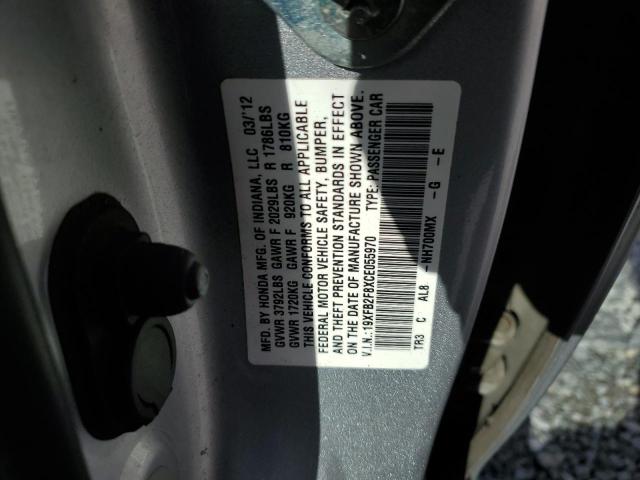 MFD. BY HONDA MFG. OF INDIANA, LLC 03/'12
GVWR 3792LBS GAWR F 2029LBS R 1786LBS
GVWR 1720KG GAWR F 920KG R 810KG
THIS VEHICLE CONFORMS TO ALL APPLICABLE
FEDERAL MOTOR VEHICLE SAFETY, BUMPER,
AND THEFT PREVENTION STANDARDS IN EFFECT
ON THE DATE OF MANUFACTURE SHOWN ABOVE.
V.I.N.:19XFB2F8XCE055970 TYPE: PASSENGER CAR
TR3 C AL8 -NH700MX -G -E